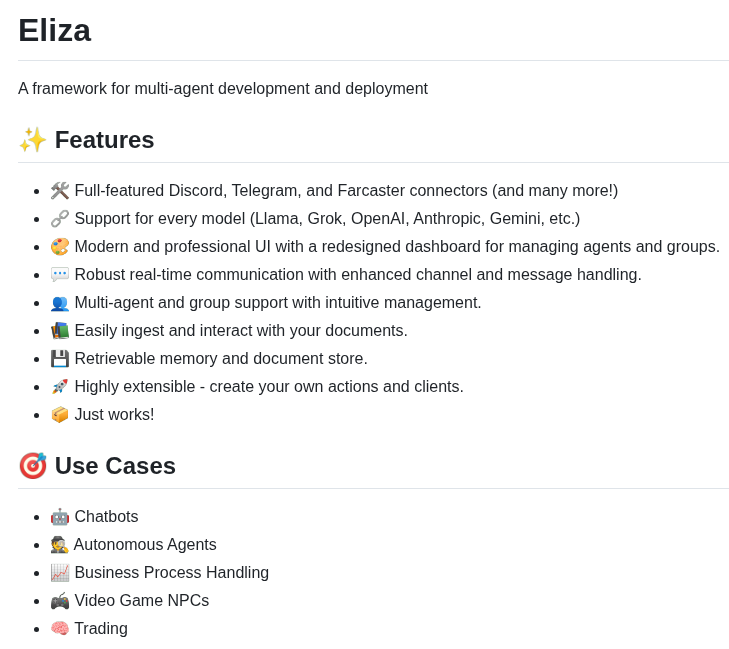 Eliza
A framework for multi-agent development and deployment
✨ Features
🛠️ Full-featured Discord, Telegram, and Farcaster connectors (and many more!)
🔗 Support for every model (Llama, Grok, OpenAI, Anthropic, Gemini, etc.)
🎨 Modern and professional UI with a redesigned dashboard for managing agents and groups.
💬 Robust real-time communication with enhanced channel and message handling.
👥 Multi-agent and group support with intuitive management.
📚 Easily ingest and interact with your documents.
💾 Retrievable memory and document store.
🚀 Highly extensible - create your own actions and clients.
📦 Just works!
🎯 Use Cases
🤖 Chatbots
🕵️ Autonomous Agents
📈 Business Process Handling
🎮 Video Game NPCs
🧠 Trading